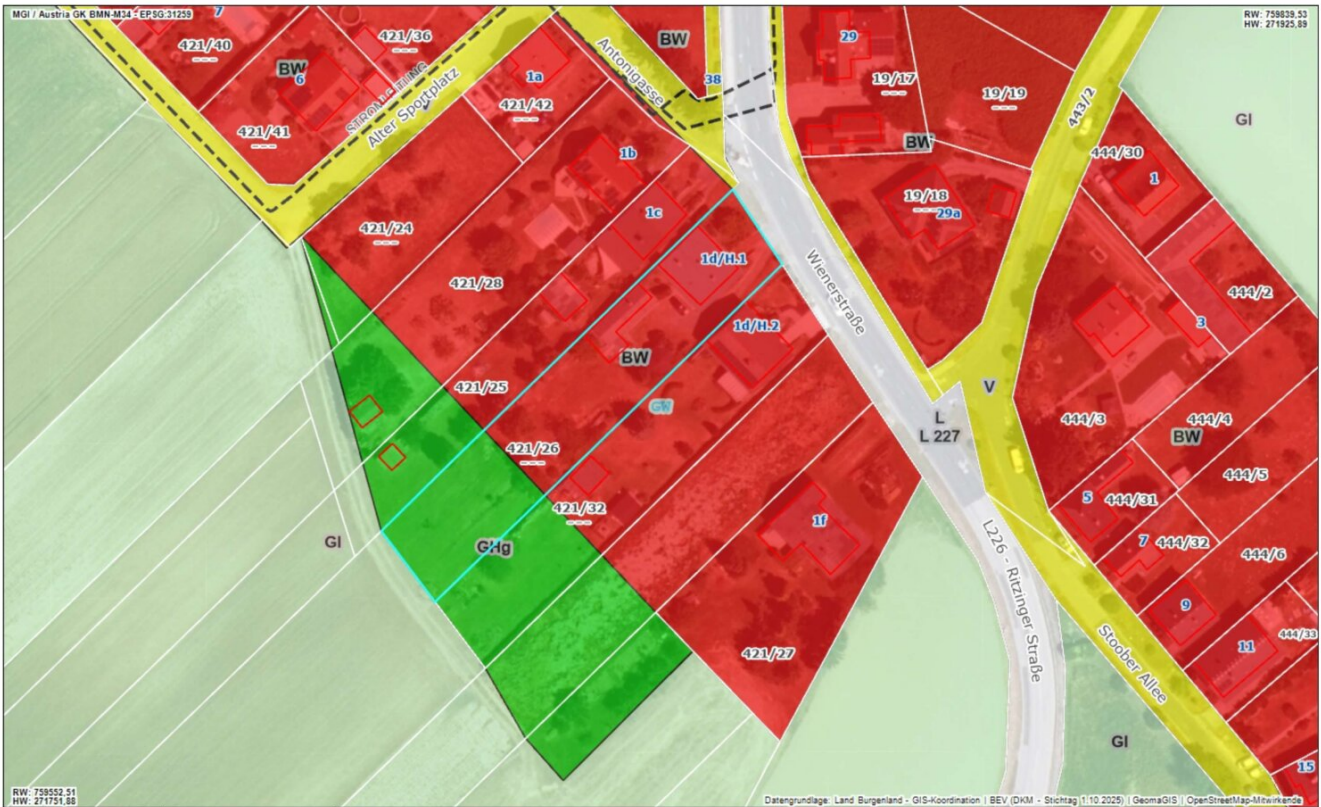 MGI / Austria GK BMN-M34 - EPSG:31259
RW: 759839,53
HW: 271925,89
7
421/40
421/36
BW
6
421/41
Alter Sportplatz
1a
421/42
Antonigasse
BW
38
29
19/17
19/19
BW
443/2
GI
444/30
1
1b
1c
421/24
19/18
29a
1d/H.1
Wienerstraße
421/28
444/2
1d/H.2
3
BW
421/25
GW
V
L
L 227
444/3
444/4
BW
421/26
444/5
421/32
5
444/31
1f
GI
GHg
7
444/32
444/6
L226 - Ritzinger Straße
9
11
444/33
421/27
Stoober Allee
GI
15
RW: 759552,51
HW: 271751,88
Datengrundlage: Land Burgenland - GIS-Koordination | BEV (DKM - Stichtag 1.10.2025) | GeomaGIS | OpenStreetMap-Mitwirkende